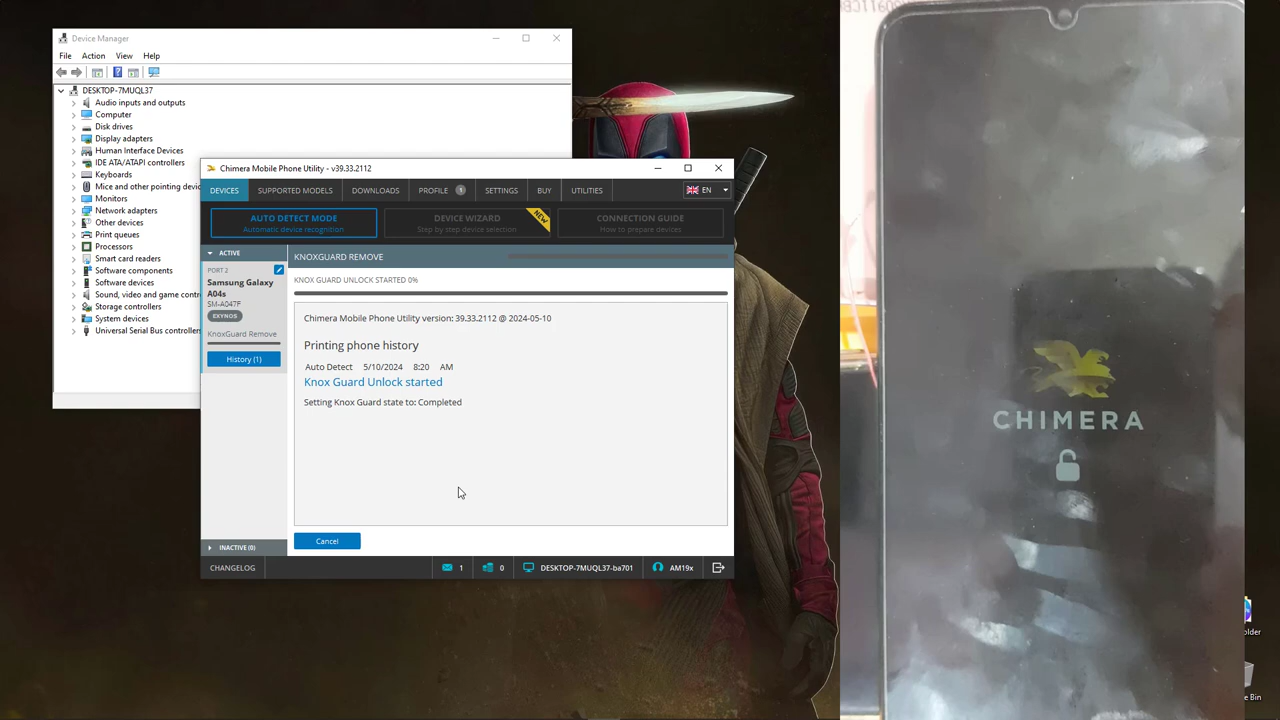 Device Manager
File Action View Help
DESKTOP-7MUQL37
Audio inputs and outputs
Computer
Disk drives
Display adapters
Human Interface Devices
IDE ATA/ATAPI controllers
Keyboards
Mice and other pointing devic
Monitors
Network adapters
Other devices
Print queues
Processors
Smart card readers
Software components
Software devices
Sound, video and game contr
Storage controllers
System devices
Universal Serial Bus controllers
Chimera Mobile Phone Utility - v39.33.2112
DEVICES SUPPORTED MODELS DOWNLOADS PROFILE 1 SETTINGS BUY UTILITIES EN
AUTO DETECT MODE
Automatic device recognition
DEVICE WIZARD
Step by step device selection
NEW
CONNECTION GUIDE
How to prepare devices
ACTIVE
PORT 2
Samsung Galaxy
A04s
SM-A047F
EXYNOS
KnoxGuard Remove
History (1)
INACTIVE (0)
KNOXGUARD REMOVE
KNOX GUARD UNLOCK STARTED 0%
Chimera Mobile Phone Utility version: 39.33.2112 @ 2024-05-10
Printing phone history
Auto Detect 5/10/2024 8:20 AM
Knox Guard Unlock started
Setting Knox Guard state to: Completed
Cancel
CHANGELOG 1 0 DESKTOP-7MUQL37-ba701 AM19x
CHIMERA
older
e Bin